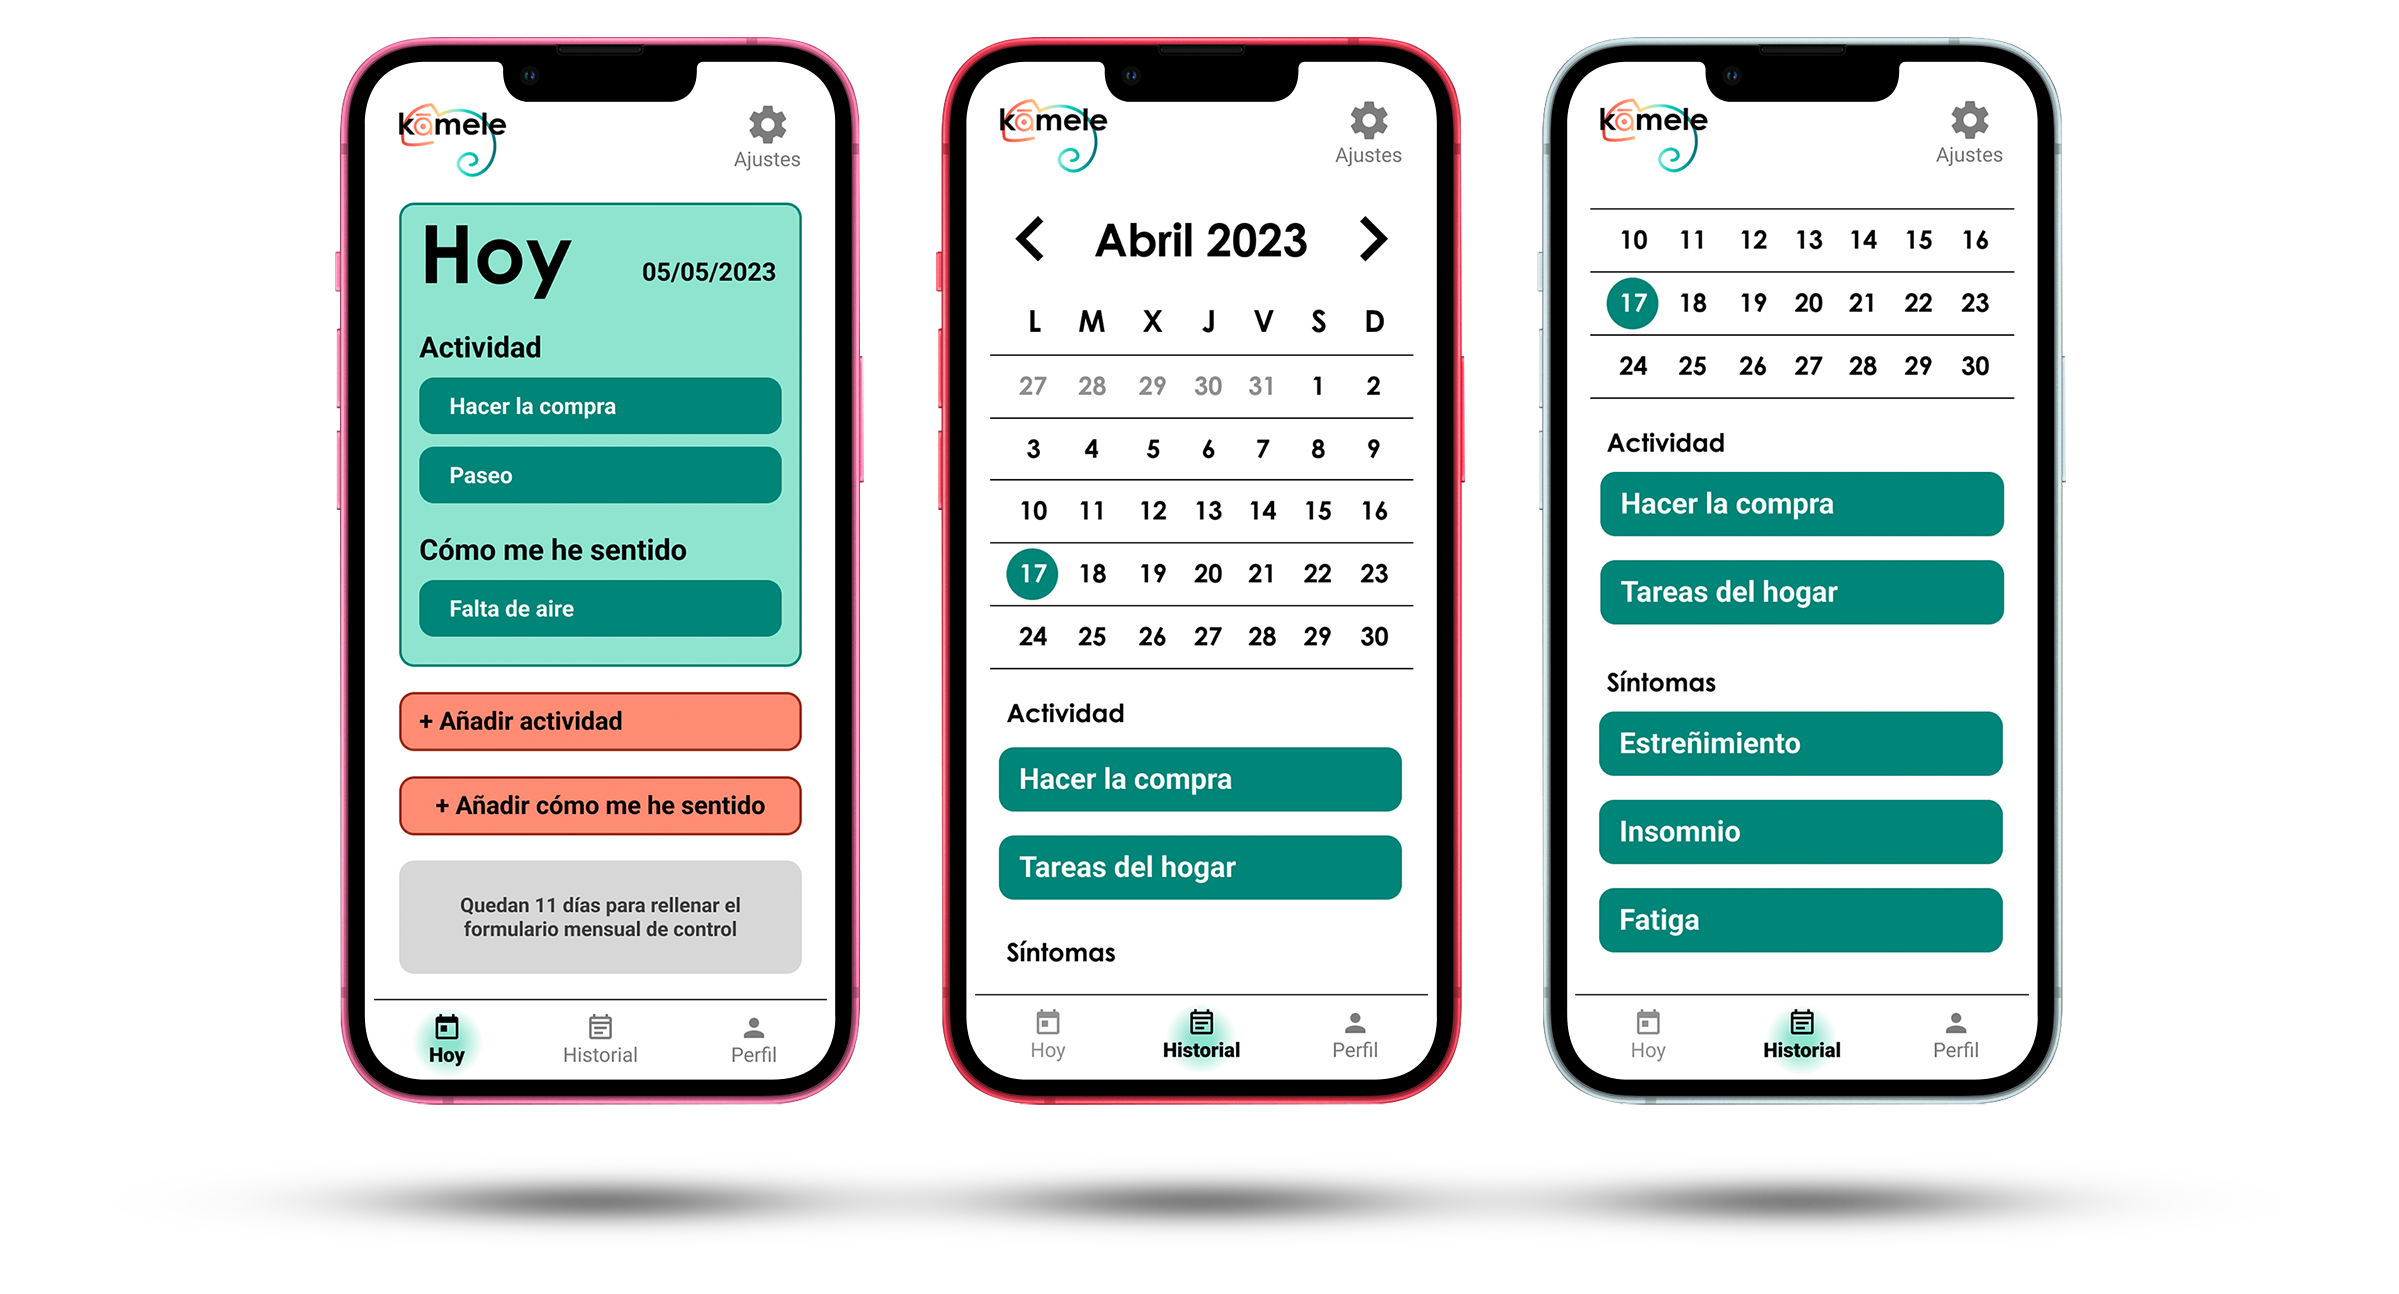 kāmele
Ajustes
Hoy
05/05/2023
Actividad
Hacer la compra
Paseo
Cómo me he sentido
Falta de aire
+ Añadir actividad
+ Añadir cómo me he sentido
Quedan 11 días para rellenar el
formulario mensual de control
Hoy Historial Perfil
kāmele
Ajustes
Abril 2023
L M X J V S D
27 28 29 30 31 1 2
3 4 5 6 7 8 9
10 11 12 13 14 15 16
17 18 19 20 21 22 23
24 25 26 27 28 29 30
Actividad
Hacer la compra
Tareas del hogar
Síntomas
Hoy Historial Perfil
kāmele
Ajustes
10 11 12 13 14 15 16
17 18 19 20 21 22 23
24 25 26 27 28 29 30
Actividad
Hacer la compra
Tareas del hogar
Síntomas
Estreñimiento
Insomnio
Fatiga
Hoy Historial Perfil